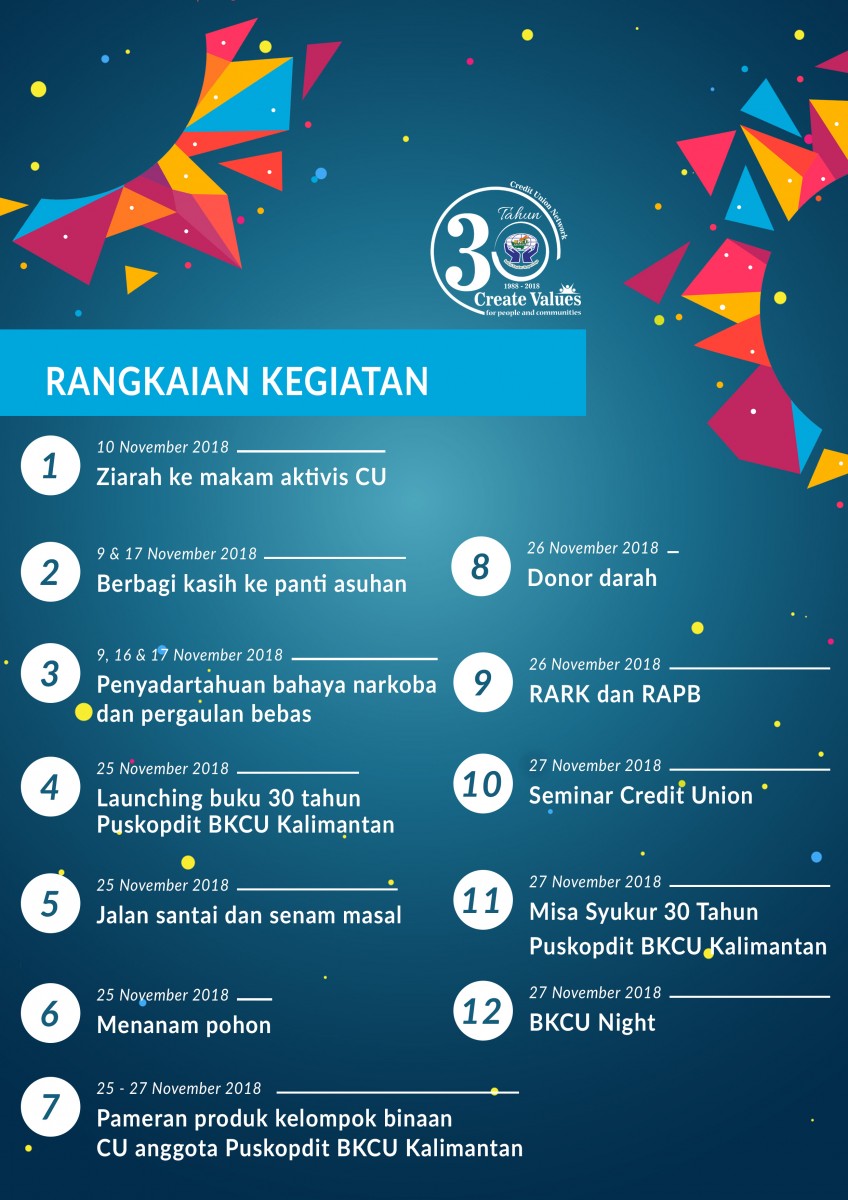 Credit Union Network
30
Tahun
1988 - 2018
Create Values
for people and communities
RANGKAIAN KEGIATAN
1
10 November 2018
Ziarah ke makam aktivis CU
2
9 & 17 November 2018
Berbagi kasih ke panti asuhan
3
9, 16 & 17 November 2018
Penyadartahuan bahaya narkoba
dan pergaulan bebas
4
25 November 2018
Launching buku 30 tahun
Puskopdit BKCU Kalimantan
5
25 November 2018
Jalan santai dan senam masal
6
25 November 2018
Menanam pohon
7
25 - 27 November 2018
Pameran produk kelompok binaan
CU anggota Puskopdit BKCU Kalimantan
8
26 November 2018
Donor darah
9
26 November 2018
RARK dan RAPB
10
27 November 2018
Seminar Credit Union
11
27 November 2018
Misa Syukur 30 Tahun
Puskopdit BKCU Kalimantan
12
27 November 2018
BKCU Night